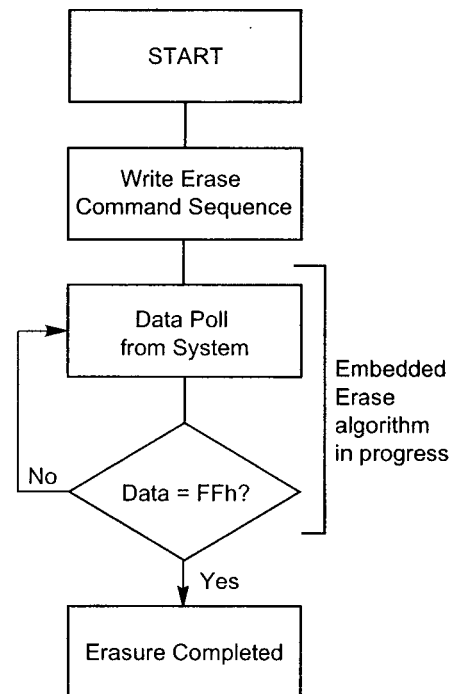 START
Write Erase
Command Sequence
Data Poll
from System
Embedded
Erase
algorithm
in progress
No
Data = FFh?
Yes
Erasure Completed